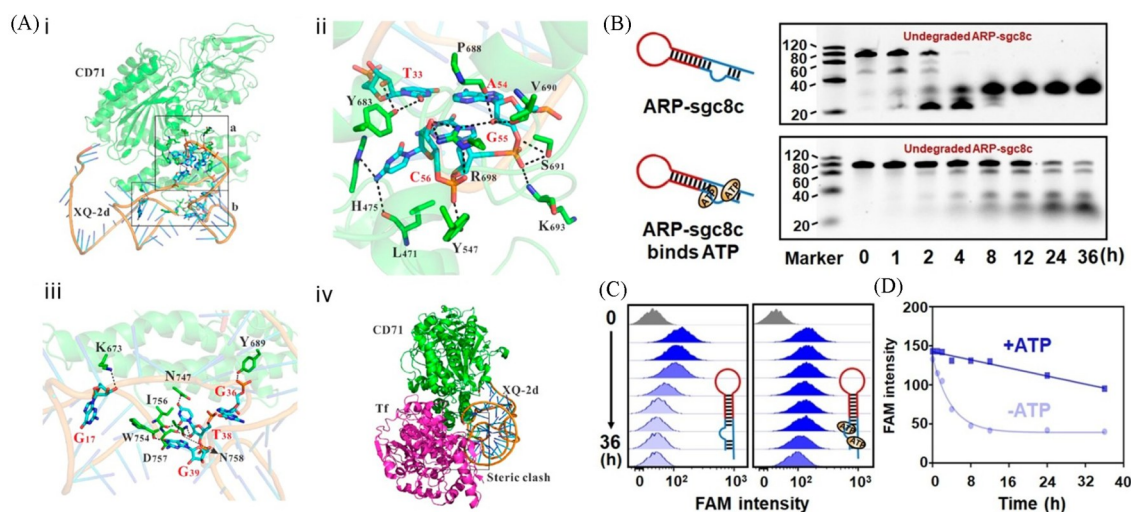 (A)
i
CD71
a
b
XQ-2d
ii
P688
T33
A54
V690
Y683
G55
S691
C56
R698
H475
K693
L471
Y547
iii
K673
Y689
N747
G36
I756
T38
W754
G17
D757
N758
G39
iv
CD71
XQ-2d
Tf
Steric clash
(B)
ARP-sgc8c
120
80
60
40
20
Undegraded ARP-sgc8c
ATP
ATP
ARP-sgc8c
binds ATP
120
80
60
40
20
Undegraded ARP-sgc8c
Marker 0 1 2 4 8 12 24 36 (h)
(C)
0
36
(h)
ATP
ATP
0 10² 10³
0 10² 10³
FAM intensity
(D)
FAM intensity
150
100
50
0
+ATP
-ATP
0 8 16 24 32 40
Time (h)